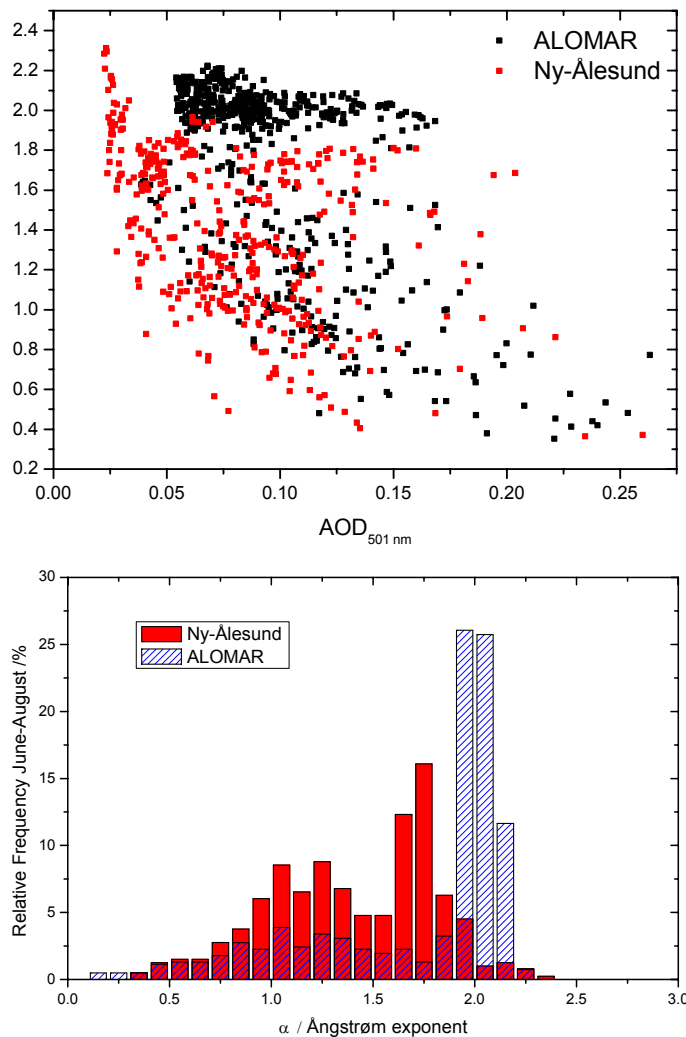 2.4
2.2
2.0
1.8
1.6
1.4
1.2
1.0
0.8
0.6
0.4
0.2
ALOMAR
Ny-Ålesund
0.00 0.05 0.10 0.15 0.20 0.25
AOD501 nm
30
25
20
15
10
5
0
Relative Frequency June-August /%
Ny-Ålesund
ALOMAR
0.0 0.5 1.0 1.5 2.0 2.5 3.0
α / Ångstrøm exponent